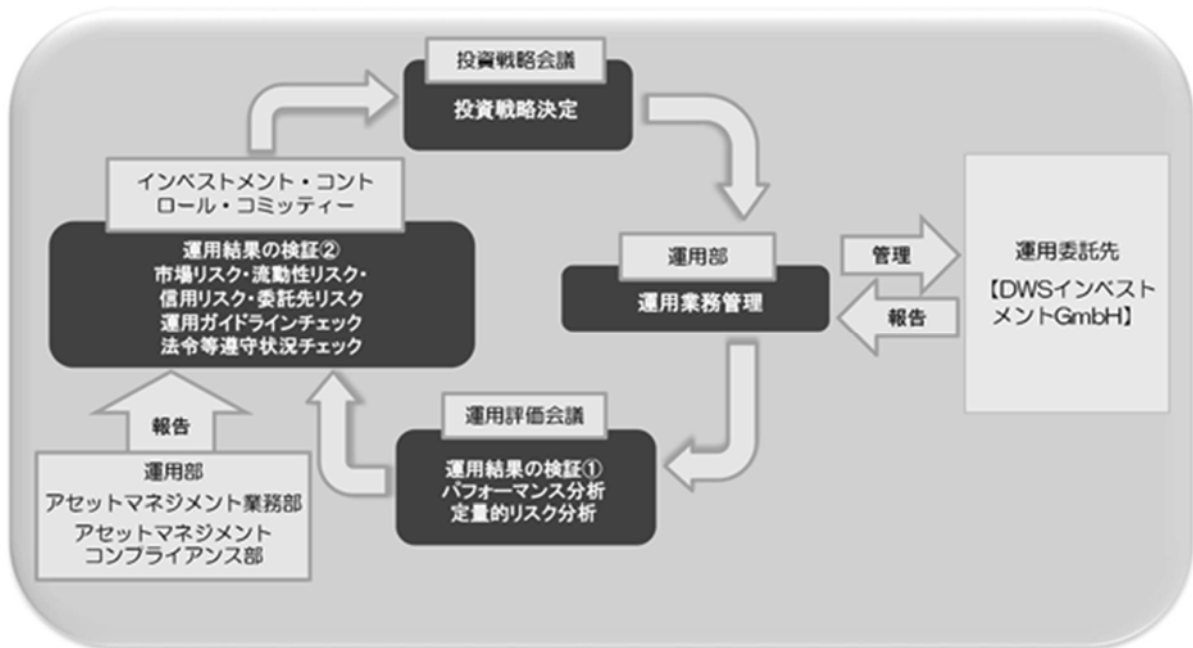 投資戦略会議
投資戦略決定
インベストメント・コント
ロール・コミッティー
運用結果の検証②
市場リスク・流動性リスク・
信用リスク・委託先リスク
運用ガイドラインチェック
法令等遵守状況チェック
運用部
運用業務管理
管理
報告
運用委託先
【DWSインベスト
メントGmbH】
運用評価会議
運用結果の検証①
パフォーマンス分析
定量的リスク分析
報告
運用部
アセットマネジメント業務部
アセットマネジメント
コンプライアンス部